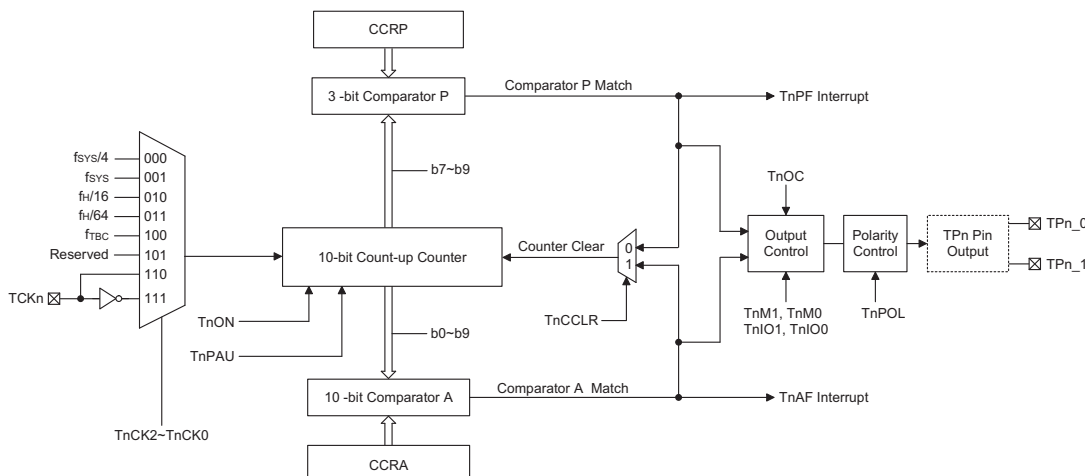 CCRP
3 -bit Comparator P
Comparator P Match
TnPF Interrupt
b7~b9
fSYS/4
000
fSYS
001
fH/16
010
fH/64
011
fTBC
100
Reserved
101
110
TCKn
111
TnOC
10-bit Count-up Counter
Counter Clear
0
1
Output
Control
Polarity
Control
TPn Pin
Output
TPn_0
TPn_1
TnON
TnPAU
b0~b9
TnCCLR
TnM1, TnM0
TnIO1, TnIO0
TnPOL
10 -bit Comparator A
Comparator A Match
TnAF Interrupt
TnCK2~TnCK0
CCRA